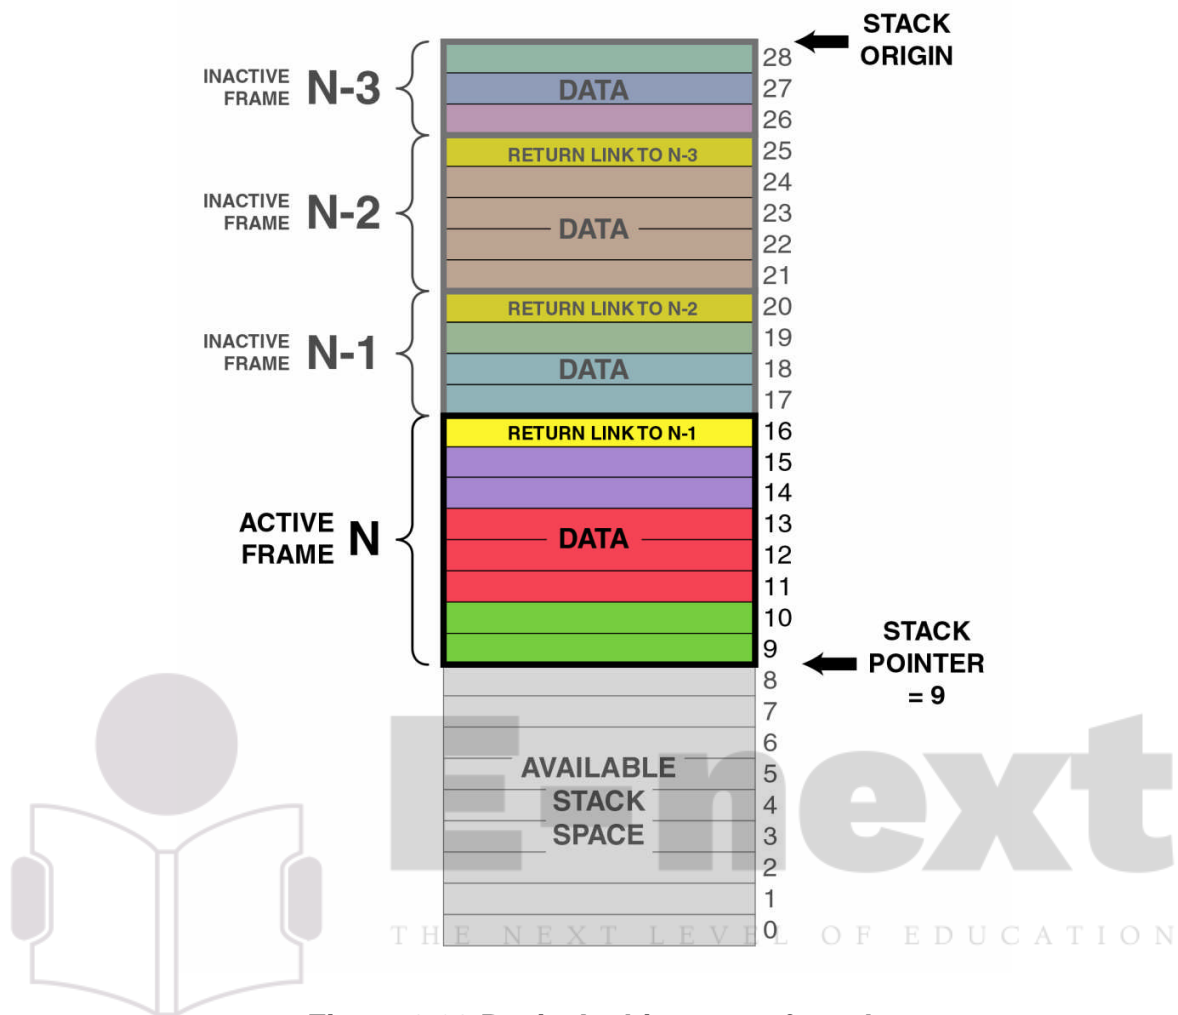 STACK
ORIGIN
INACTIVE
FRAME N-3
DATA
28
27
26
INACTIVE
FRAME N-2
RETURN LINK TO N-3
DATA
25
24
23
22
21
INACTIVE
FRAME N-1
RETURN LINK TO N-2
DATA
20
19
18
17
ACTIVE
FRAME N
RETURN LINK TO N-1
DATA
16
15
14
13
12
11
10
9
STACK
POINTER
= 9
AVAILABLE
STACK
SPACE
8
7
6
5
4
3
2
1
0
E-next
THE NEXT LEVEL OF EDUCATION